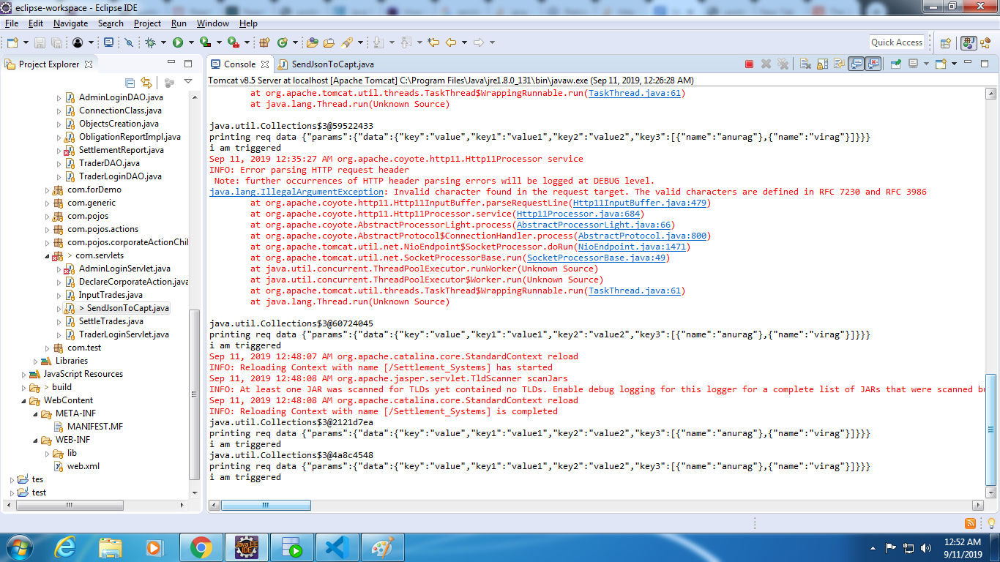 eclipse-workspace - Eclipse IDE
File Edit Navigate Search Project Run Window Help
Quick Access
Project Explorer
AdminLoginDAO.java
ConnectionClass.java
ObjectsCreation.java
ObligationReportImpl.java
SettlementReport.java
TraderDAO.java
TraderLoginDAO.java
com.forDemo
com.generic
com.pojos
com.pojos.actions
com.pojos.corporateActionChil
> com.servlets
AdminLoginServlet.java
DeclareCorporateAction.java
InputTrades.java
> SendJsonToCapt.java
SettleTrades.java
TraderLoginServlet.java
com.test
Libraries
JavaScript Resources
> build
WebContent
META-INF
MANIFEST.MF
WEB-INF
lib
web.xml
tes
test
Console SendJsonToCapt.java
Tomcat v8.5 Server at localhost [Apache Tomcat] C:\Program Files\Java\jre1.8.0_131\bin\javaw.exe (Sep 11, 2019, 12:26:28 AM)
at org.apache.tomcat.util.threads.TaskThread$WrappingRunnable.run(TaskThread.java:61)
at java.lang.Thread.run(Unknown Source)
java.util.Collections$3@59522433
printing req data {"params":{"data":{"key":"value","key1":"value1","key2":"value2","key3":[{"name":"anurag"},{"name":"virag"}]}}}
i am triggered
Sep 11, 2019 12:35:27 AM org.apache.coyote.http11.Http11Processor service
INFO: Error parsing HTTP request header
Note: further occurrences of HTTP header parsing errors will be logged at DEBUG level.
java.lang.IllegalArgumentException: Invalid character found in the request target. The valid characters are defined in RFC 7230 and RFC 3986
at org.apache.coyote.http11.Http11InputBuffer.parseRequestLine(Http11InputBuffer.java:479)
at org.apache.coyote.http11.Http11Processor.service(Http11Processor.java:684)
at org.apache.coyote.AbstractProcessorLight.process(AbstractProcessorLight.java:66)
at org.apache.coyote.AbstractProtocol$ConnectionHandler.process(AbstractProtocol.java:800)
at org.apache.tomcat.util.net.NioEndpoint$SocketProcessor.doRun(NioEndpoint.java:1471)
at org.apache.tomcat.util.net.SocketProcessorBase.run(SocketProcessorBase.java:49)
at java.util.concurrent.ThreadPoolExecutor.runWorker(Unknown Source)
at java.util.concurrent.ThreadPoolExecutor$Worker.run(Unknown Source)
at org.apache.tomcat.util.threads.TaskThread$WrappingRunnable.run(TaskThread.java:61)
at java.lang.Thread.run(Unknown Source)
java.util.Collections$3@60724045
printing req data {"params":{"data":{"key":"value","key1":"value1","key2":"value2","key3":[{"name":"anurag"},{"name":"virag"}]}}}
i am triggered
Sep 11, 2019 12:48:07 AM org.apache.catalina.core.StandardContext reload
INFO: Reloading Context with name [/Settlement_Systems] has started
Sep 11, 2019 12:48:08 AM org.apache.jasper.servlet.TldScanner scanJars
INFO: At least one JAR was scanned for TLDs yet contained no TLDs. Enable debug logging for this logger for a complete list of JARs that were scanned bu
Sep 11, 2019 12:48:08 AM org.apache.catalina.core.StandardContext reload
INFO: Reloading Context with name [/Settlement_Systems] is completed
java.util.Collections$3@2121d7ea
printing req data {"params":{"data":{"key":"value","key1":"value1","key2":"value2","key3":[{"name":"anurag"},{"name":"virag"}]}}}
i am triggered
java.util.Collections$3@4a8c4548
printing req data {"params":{"data":{"key":"value","key1":"value1","key2":"value2","key3":[{"name":"anurag"},{"name":"virag"}]}}}
i am triggered
Java EE
IDE
12:52 AM
9/11/2019